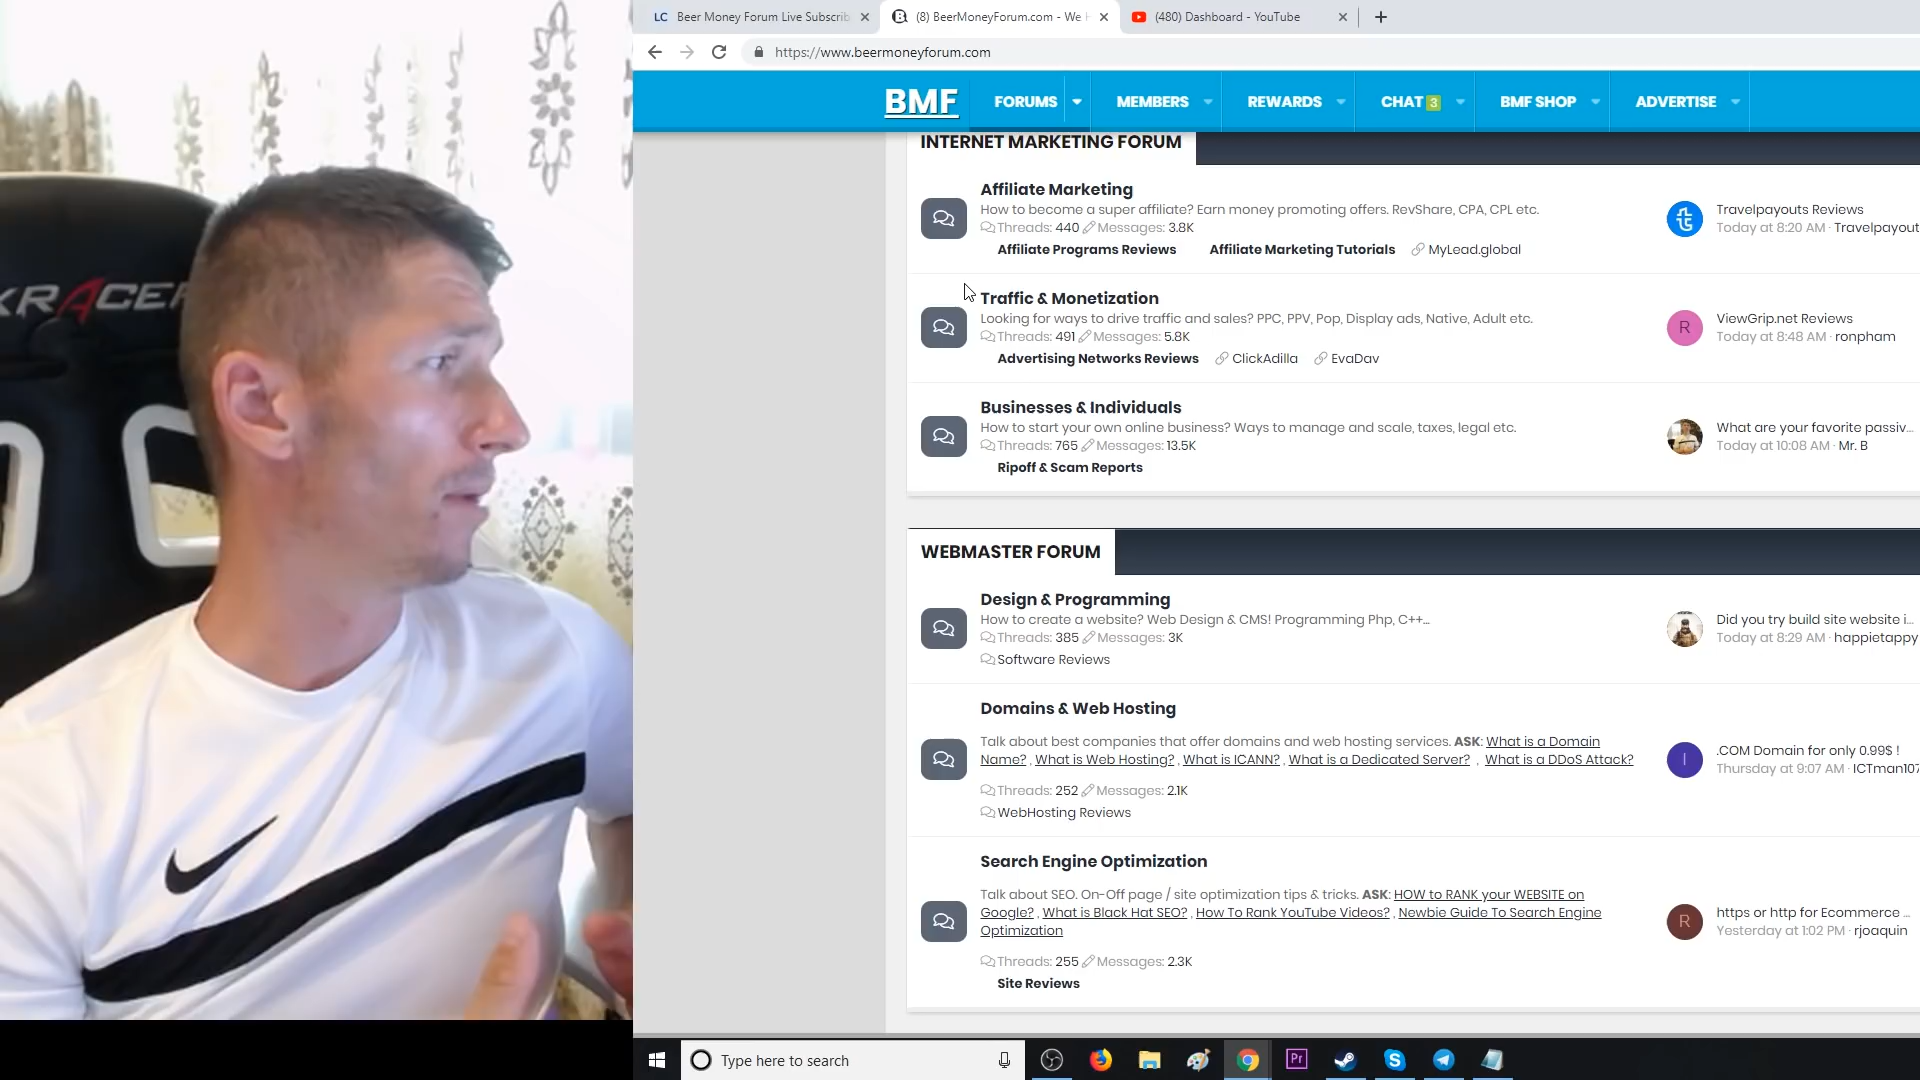 LC Beer Money Forum Live Subscrib
(8) BeerMoneyForum.com - We H
(480) Dashboard - YouTube
https://www.beermoneyforum.com
BMF FORUMS MEMBERS REWARDS CHAT 3 BMF SHOP ADVERTISE
INTERNET MARKETING FORUM
Affiliate Marketing
How to become a super affiliate? Earn money promoting offers. RevShare, CPA, CPL etc.
Threads: 440 Messages: 3.8K
Affiliate Programs Reviews Affiliate Marketing Tutorials MyLead.global
Travelpayouts Reviews
Today at 8:20 AM · Travelpayout
Traffic & Monetization
Looking for ways to drive traffic and sales? PPC, PPV, Pop, Display ads, Native, Adult etc.
Threads: 491 Messages: 5.8K
Advertising Networks Reviews ClickAdilla EvaDav
R
ViewGrip.net Reviews
Today at 8:48 AM · ronpham
Businesses & Individuals
How to start your own online business? Ways to manage and scale, taxes, legal etc.
Threads: 765 Messages: 13.5K
Ripoff & Scam Reports
What are your favorite passiv...
Today at 10:08 AM · Mr. B
WEBMASTER FORUM
Design & Programming
How to create a website? Web Design & CMS! Programming Php, C++...
Threads: 385 Messages: 3K
Software Reviews
Did you try build site website i...
Today at 8:29 AM · happietappy
Domains & Web Hosting
Talk about best companies that offer domains and web hosting services. ASK: What is a Domain
Name? , What is Web Hosting? , What is ICANN? , What is a Dedicated Server? , What is a DDoS Attack?
Threads: 252 Messages: 2.1K
WebHosting Reviews
I
.COM Domain for only 0.99$ !
Thursday at 9:07 AM · ICTman107
Search Engine Optimization
Talk about SEO. On-Off page / site optimization tips & tricks. ASK: HOW to RANK your WEBSITE on
Google? , What is Black Hat SEO? , How To Rank YouTube Videos? , Newbie Guide To Search Engine
Optimization
Threads: 255 Messages: 2.3K
Site Reviews
R
https or http for Ecommerce ...
Yesterday at 1:02 PM · rjoaquin
Type here to search
Pr
XRACER